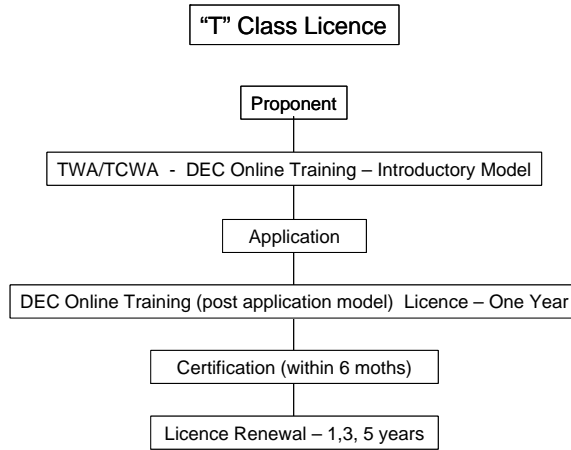 “T” Class Licence
Proponent
TWA/TCWA - DEC Online Training – Introductory Model
Application
DEC Online Training (post application model) Licence – One Year
Certification (within 6 moths)
Licence Renewal – 1,3, 5 years